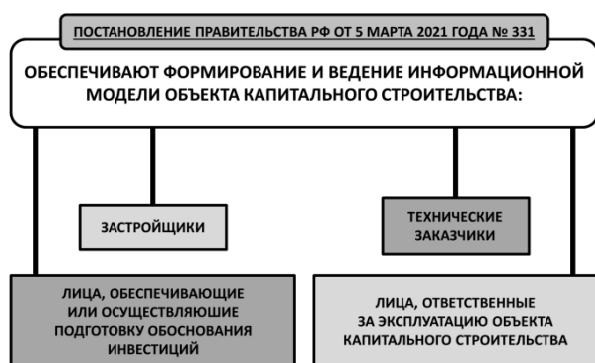 ПОСТАНОВЛЕНИЕ ПРАВИТЕЛЬСТВА РФ ОТ 5 МАРТА 2021 ГОДА № 331
ОБЕСПЕЧИВАЮТ ФОРМИРОВАНИЕ И ВЕДЕНИЕ ИНФОРМАЦИОННОЙ
МОДЕЛИ ОБЪЕКТА КАПИТАЛЬНОГО СТРОИТЕЛЬСТВА:
ЗАСТРОЙЩИКИ
ТЕХНИЧЕСКИЕ
ЗАКАЗЧИКИ
ЛИЦА, ОБЕСПЕЧИВАЮЩИЕ
ИЛИ ОСУЩЕСТВЛЯЮШИЕ
ПОДГОТОВКУ ОБОСНОВАНИЯ
ИНВЕСТИЦИЙ
ЛИЦА, ОТВЕТСТВЕННЫЕ
ЗА ЭКСПЛУАТАЦИЮ ОБЪЕКТА
КАПИТАЛЬНОГО СТРОИТЕЛЬСТВА